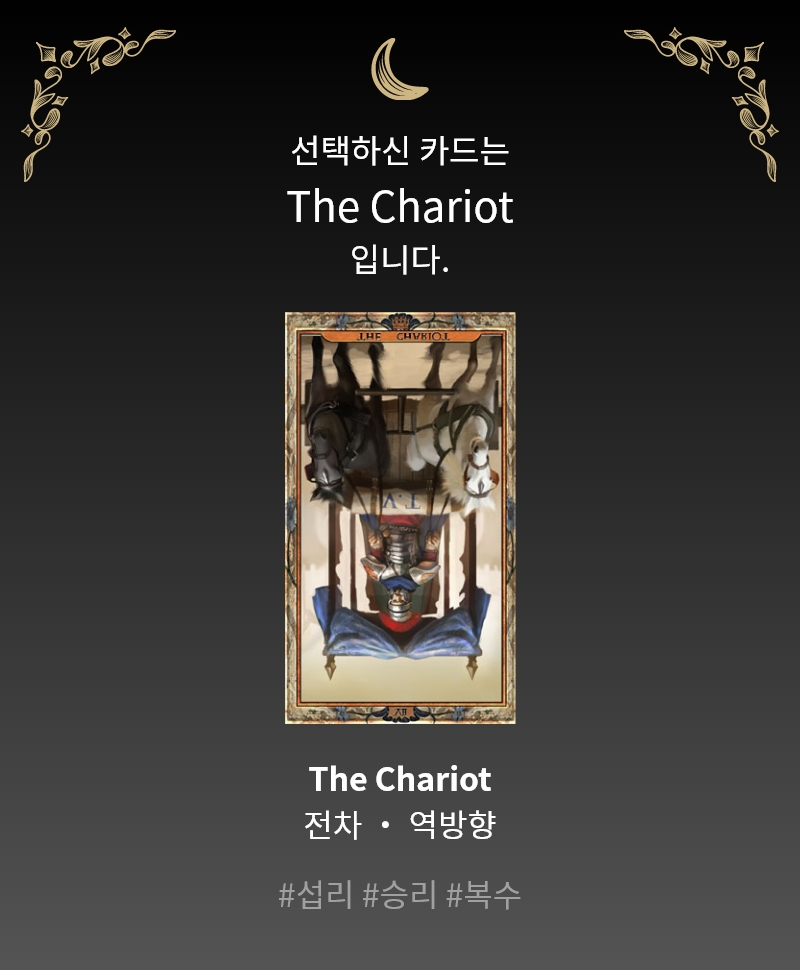 선택하신 카드는
The Chariot
입니다.
THE CHARIOT
T.V.
VII
The Chariot
전차 • 역방향
#섭리 #승리 #복수